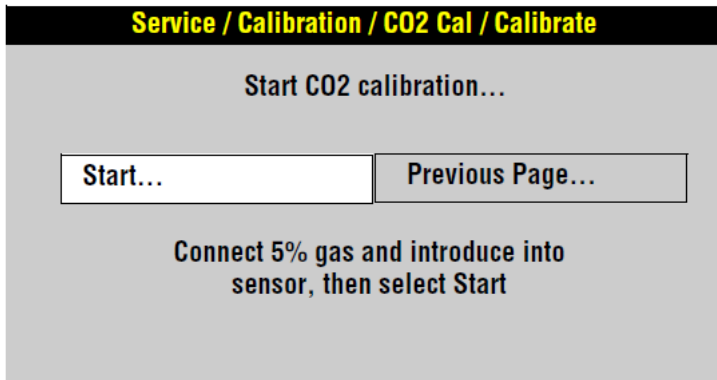 Service / Calibration / CO2 Cal / Calibrate
Start CO2 calibration...
Start...
Previous Page...
Connect 5% gas and introduce into
sensor, then select Start